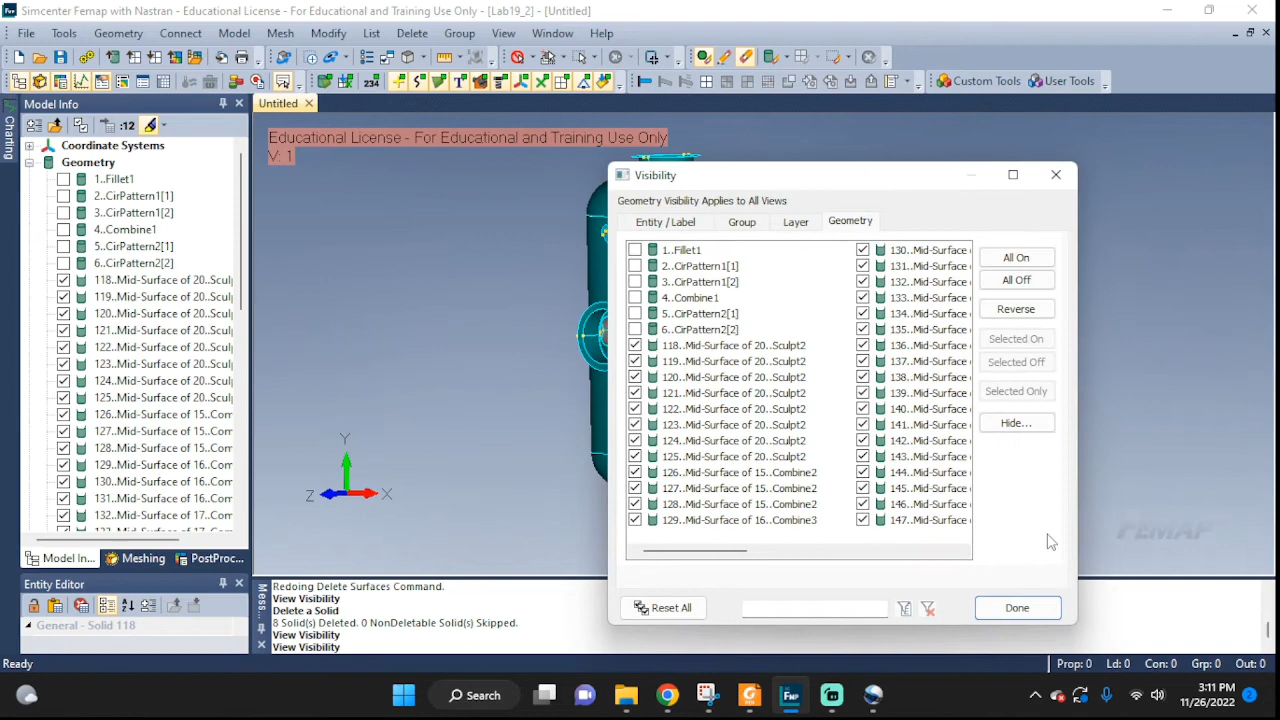 Simcenter Femap with Nastran - Educational License - For Educational and Training Use Only - [Lab19_2] - [Untitled]
File Tools Geometry Connect Model Mesh Modify List Delete Group View Window Help
234
Custom Tools User Tools
Charting
Model Info
:12
Coordinate Systems
Geometry
1..Fillet1
2..CirPattern1[1]
3..CirPattern1[2]
4..Combine1
5..CirPattern2[1]
6..CirPattern2[2]
118..Mid-Surface of 20..Scul
119..Mid-Surface of 20..Scul
120..Mid-Surface of 20..Scul
121..Mid-Surface of 20..Scul
122..Mid-Surface of 20..Scul
123..Mid-Surface of 20..Scul
124..Mid-Surface of 20..Scul
125..Mid-Surface of 20..Scul
126..Mid-Surface of 15..Com
127..Mid-Surface of 15..Com
128..Mid-Surface of 15..Com
129..Mid-Surface of 16..Com
130..Mid-Surface of 16..Com
131..Mid-Surface of 16..Com
132..Mid-Surface of 17..Com
Model In... Meshing PostProc...
Entity Editor
General - Solid 118
Untitled
Educational License - For Educational and Training Use Only
V: 1
Y
Z X
FEMAP
Visibility
Geometry Visibility Applies to All Views
Entity / Label Group Layer Geometry
1..Fillet1
2..CirPattern1[1]
3..CirPattern1[2]
4..Combine1
5..CirPattern2[1]
6..CirPattern2[2]
118..Mid-Surface of 20..Sculpt2
119..Mid-Surface of 20..Sculpt2
120..Mid-Surface of 20..Sculpt2
121..Mid-Surface of 20..Sculpt2
122..Mid-Surface of 20..Sculpt2
123..Mid-Surface of 20..Sculpt2
124..Mid-Surface of 20..Sculpt2
125..Mid-Surface of 20..Sculpt2
126..Mid-Surface of 15..Combine2
127..Mid-Surface of 15..Combine2
128..Mid-Surface of 15..Combine2
129..Mid-Surface of 16..Combine3
130..Mid-Surface
131..Mid-Surface
132..Mid-Surface
133..Mid-Surface
134..Mid-Surface
135..Mid-Surface
136..Mid-Surface
137..Mid-Surface
138..Mid-Surface
139..Mid-Surface
140..Mid-Surface
141..Mid-Surface
142..Mid-Surface
143..Mid-Surface
144..Mid-Surface
145..Mid-Surface
146..Mid-Surface
147..Mid-Surface
All On
All Off
Reverse
Selected On
Selected Off
Selected Only
Hide...
Reset All
Done
Mess...
Redoing Delete Surfaces Command.
View Visibility
Delete a Solid
8 Solid(s) Deleted. 0 NonDeletable Solid(s) Skipped.
View Visibility
View Visibility
Ready
Prop: 0 Ld: 0 Con: 0 Grp: 0 Out: 0
Search
FMP
3:11 PM
11/26/2022
2